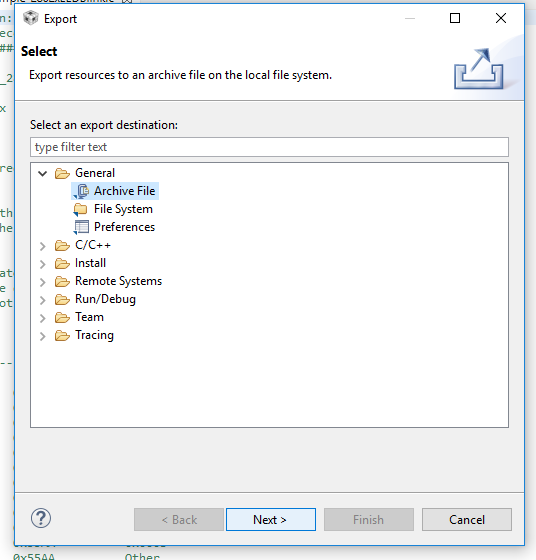 Export
Select
Export resources to an archive file on the local file system.
Select an export destination:
type filter text
General
Archive File
File System
Preferences
C/C++
Install
Remote Systems
Run/Debug
Team
Tracing
?
< Back
Next >
Finish
Cancel
0x55AA Other